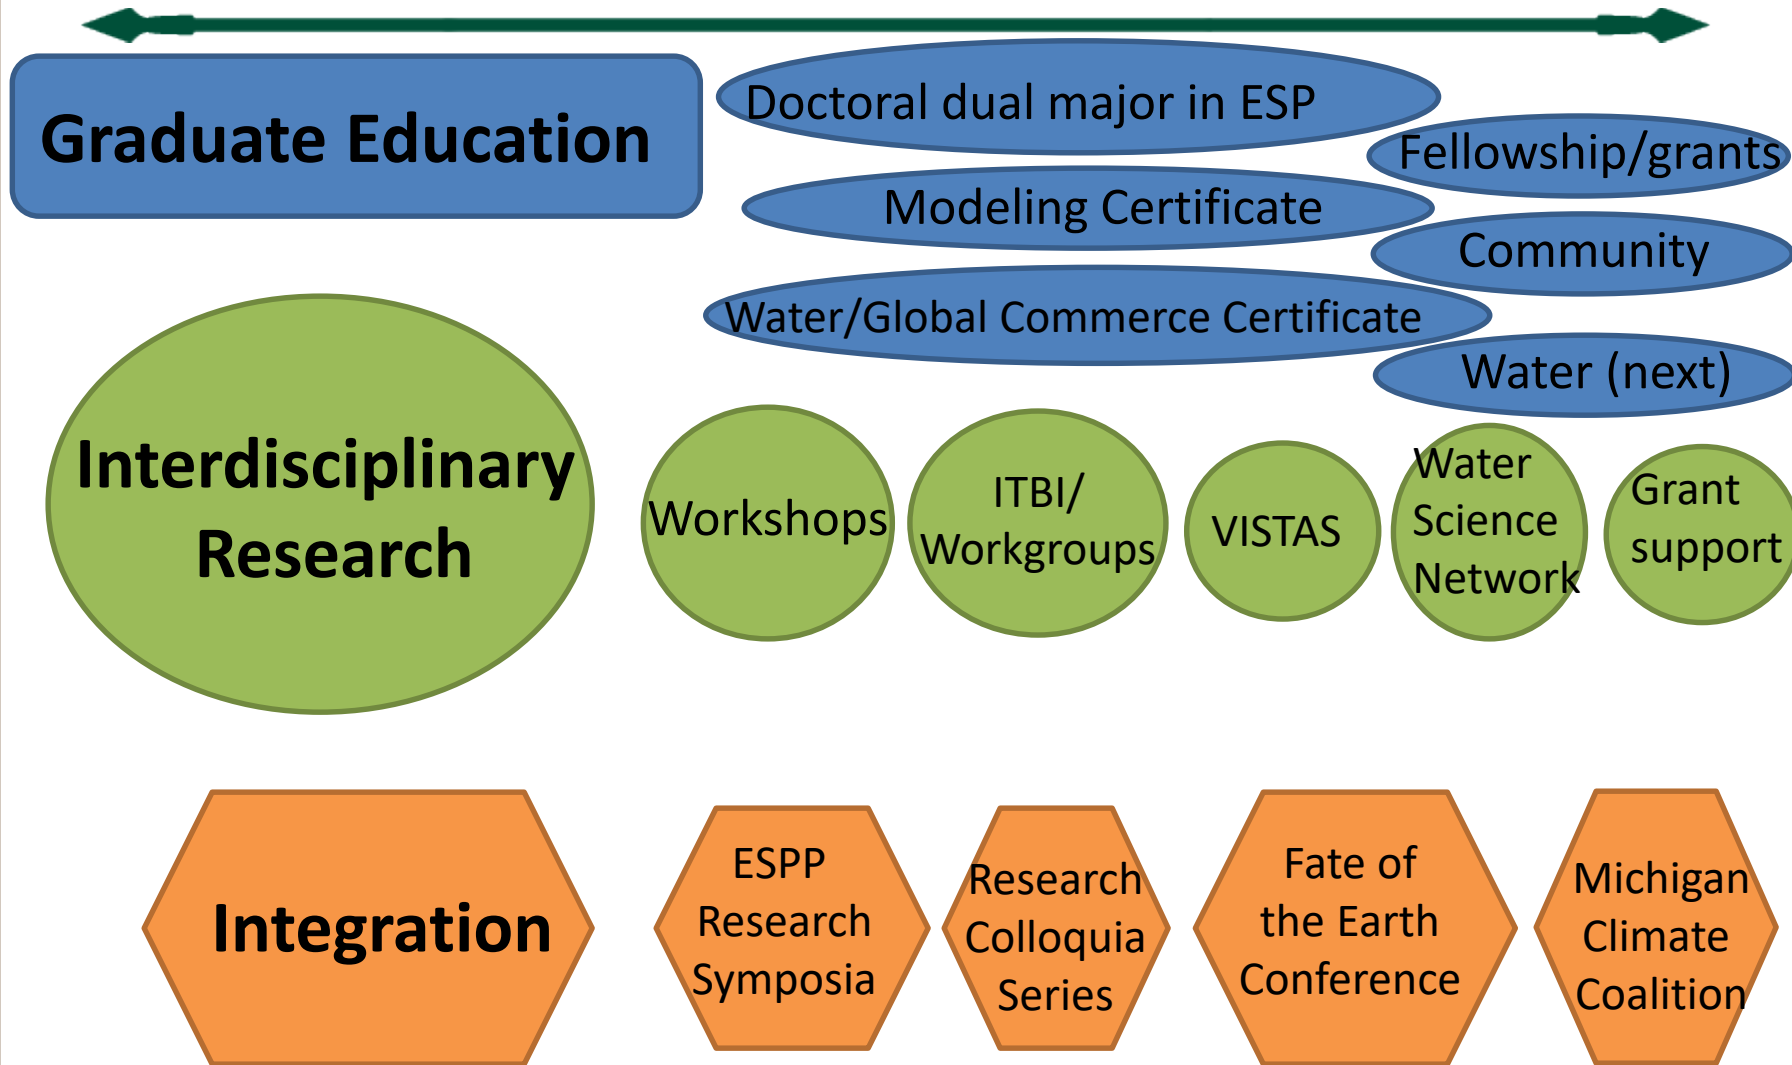 Graduate Education
Doctoral dual major in ESP
Modeling Certificate
Water/Global Commerce Certificate
Fellowship/grants
Community
Water (next)
Interdisciplinary
Research
Workshops
ITBI/
Workgroups
VISTAS
Water
Science
Network
Grant
support
Integration
ESPP
Research
Symposia
Research
Colloquia
Series
Fate of
the Earth
Conference
Michigan
Climate
Coalition